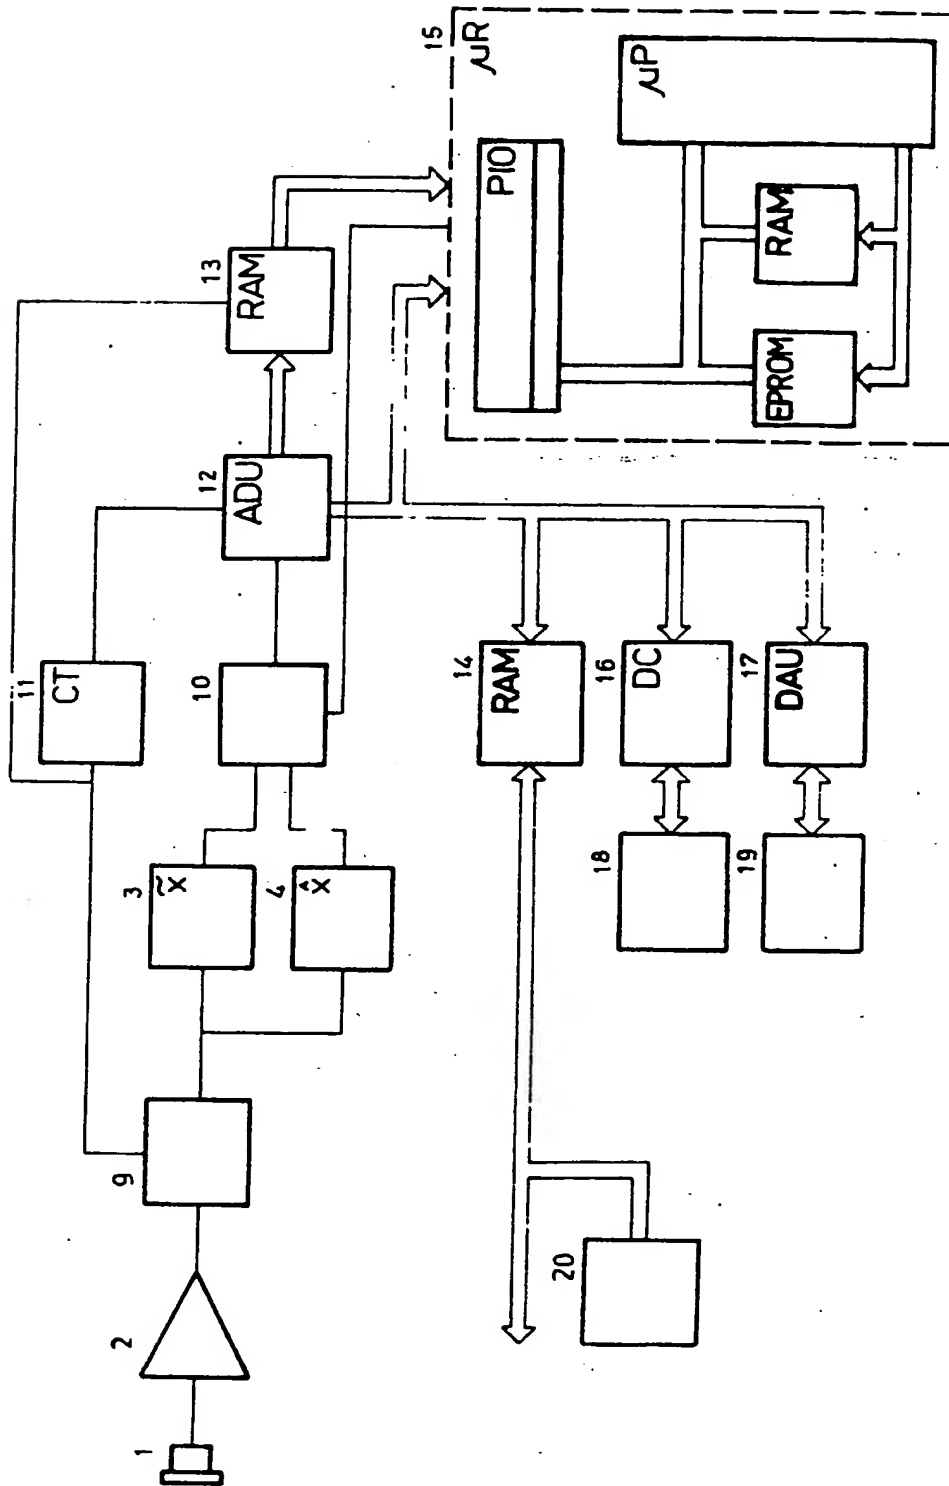 1
2
9
3
x̃
4
x̂
11
CT
10
12
ADU
13
RAM
15
μR
PIO
μP
RAM
EPROM
14
RAM
16
DC
17
DAU
18
19
20